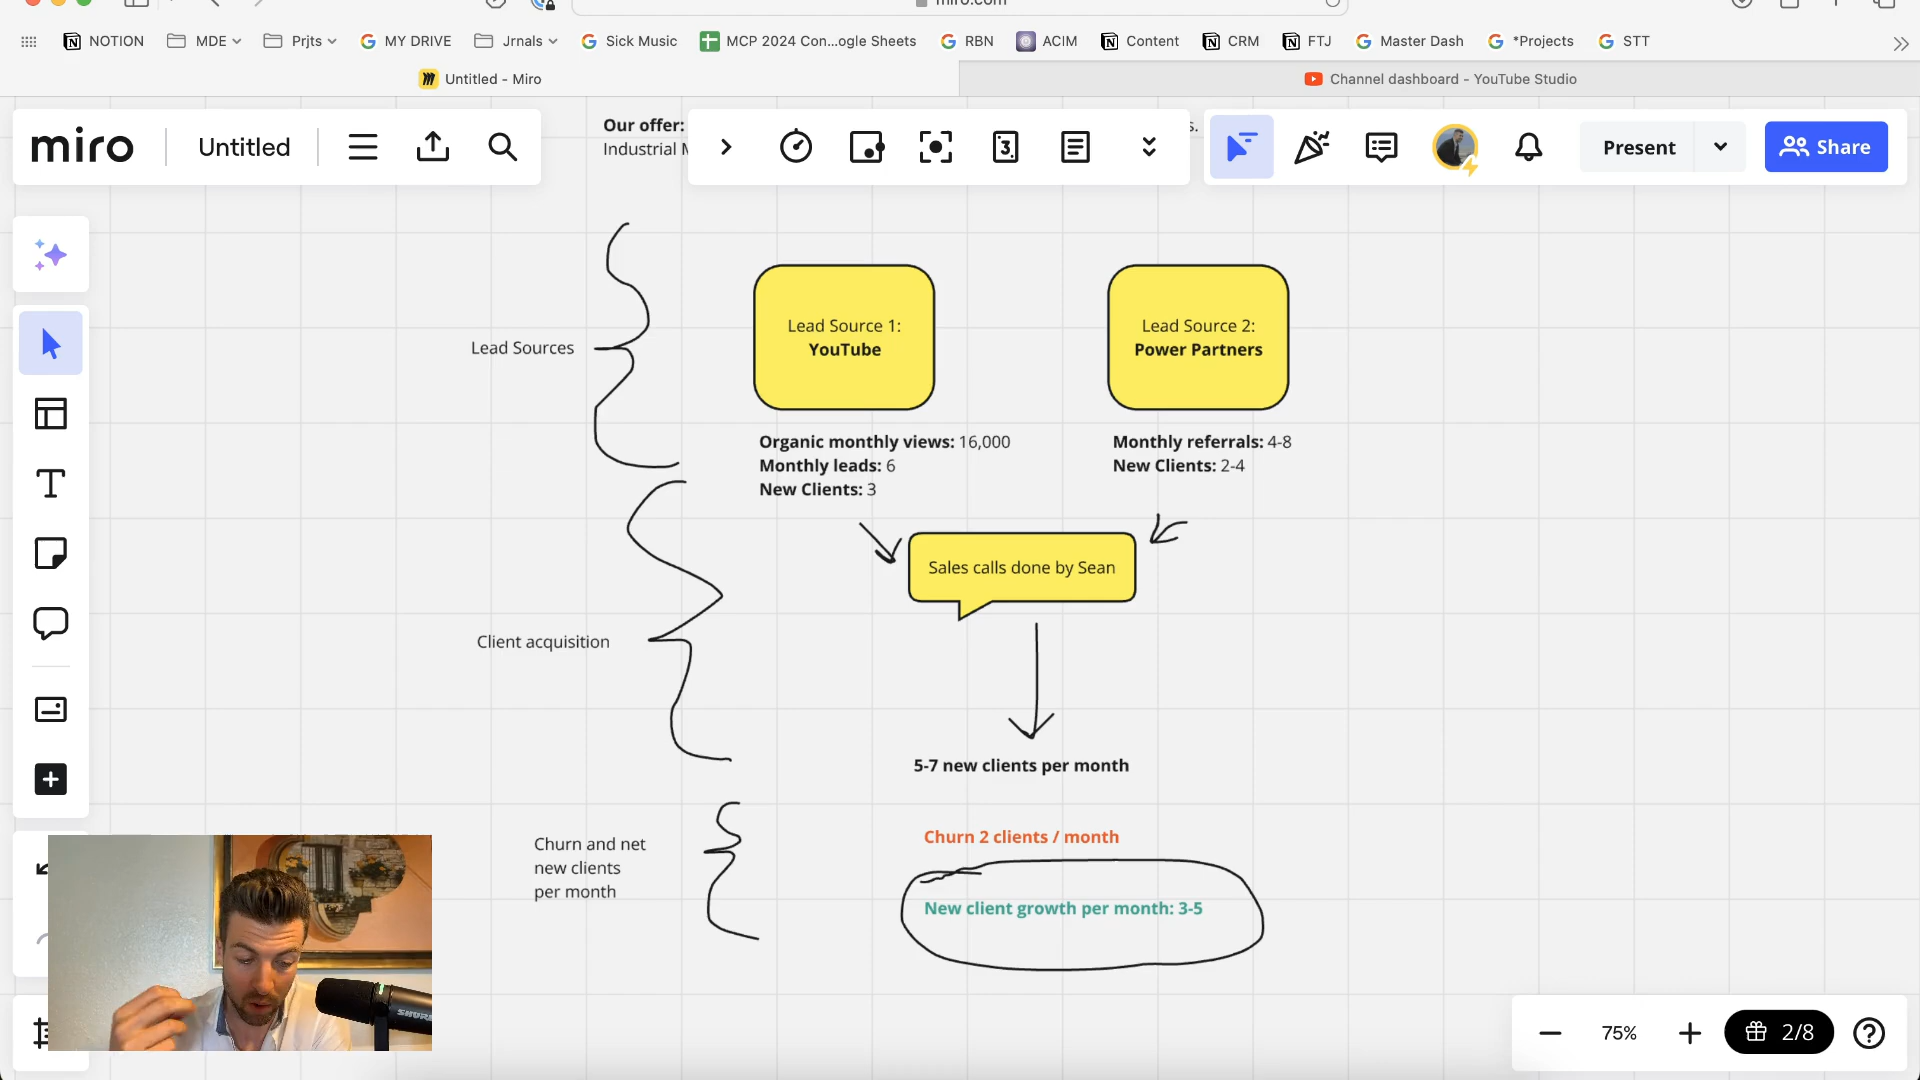 miro.com
NOTION
MDE
Prjts
MY DRIVE
Jrnals
Sick Music
MCP 2024 Con...ogle Sheets
RBN
ACIM
Content
CRM
FTJ
Master Dash
*Projects
STT
Untitled - Miro
Channel dashboard - YouTube Studio
miro
Untitled
Our offer:
Industrial
s.
3
Present
Share
Lead Sources
Lead Source 1:
YouTube
Lead Source 2:
Power Partners
Organic monthly views: 16,000
Monthly leads: 6
New Clients: 3
Monthly referrals: 4-8
New Clients: 2-4
Sales calls done by Sean
Client acquisition
5-7 new clients per month
Churn and net
new clients
per month
Churn 2 clients / month
New client growth per month: 3-5
SHURE
75%
2/8